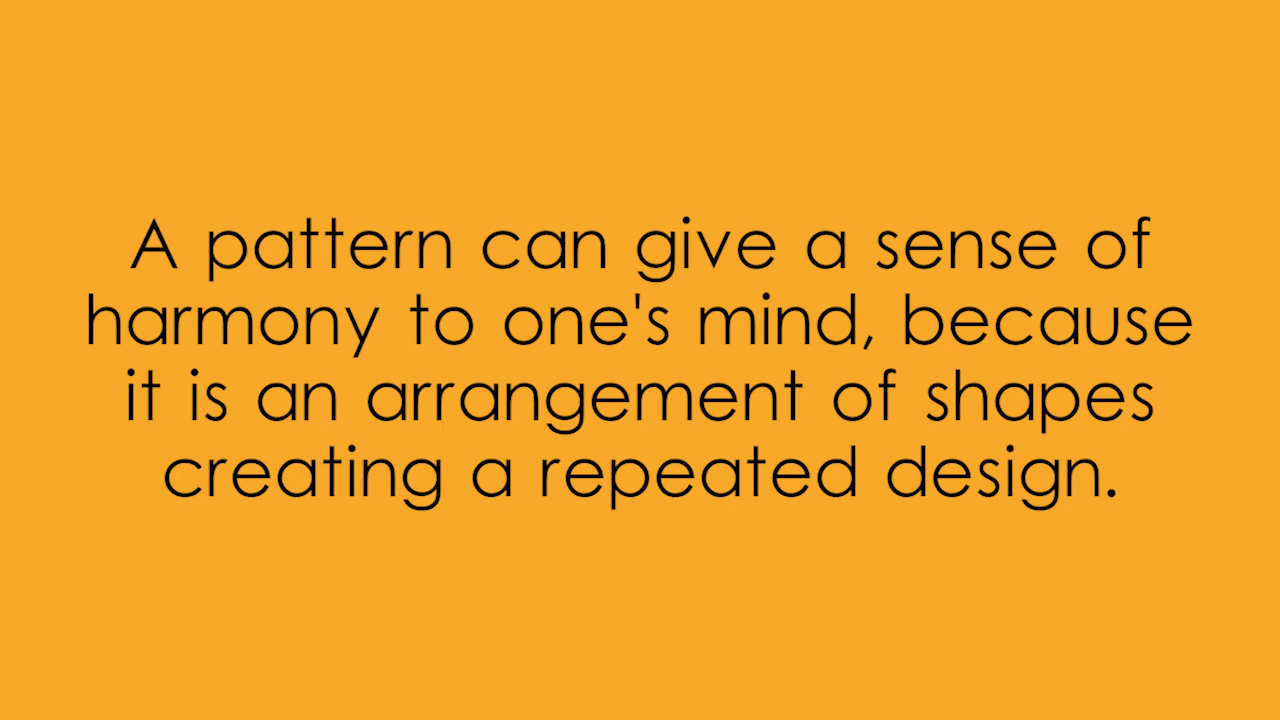 A pattern can give a sense of
harmony to one's mind, because
it is an arrangement of shapes
creating a repeated design.